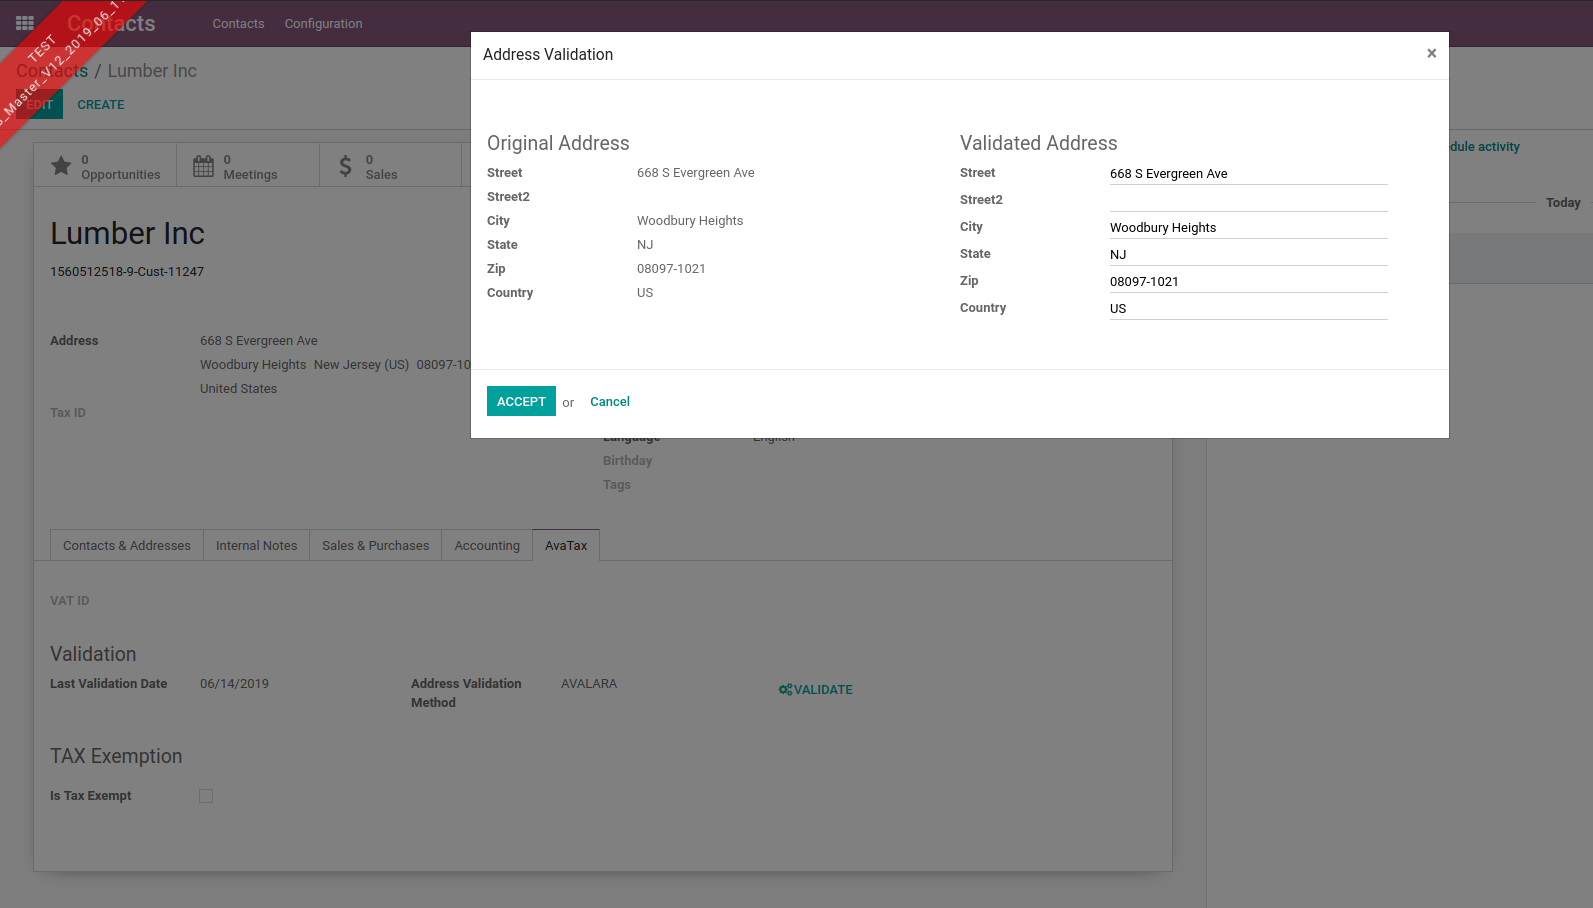 Contacts
Contacts Configuration
TEST
_Master_V12_2019_06_1
Contacts / Lumber Inc
EDIT CREATE
0 Opportunities
0 Meetings
0 Sales
Lumber Inc
1560512518-9-Cust-11247
Address 668 S Evergreen Ave
Woodbury Heights New Jersey (US) 08097-10
United States
Tax ID
Address Validation ×
Original Address
Street 668 S Evergreen Ave
Street2
City Woodbury Heights
State NJ
Zip 08097-1021
Country US
Validated Address
Street 668 S Evergreen Ave
Street2
City Woodbury Heights
State NJ
Zip 08097-1021
Country US
ACCEPT or Cancel
dule activity
Today
Language English
Birthday
Tags
Contacts & Addresses Internal Notes Sales & Purchases Accounting AvaTax
VAT ID
Validation
Last Validation Date 06/14/2019 Address Validation Method AVALARA VALIDATE
TAX Exemption
Is Tax Exempt